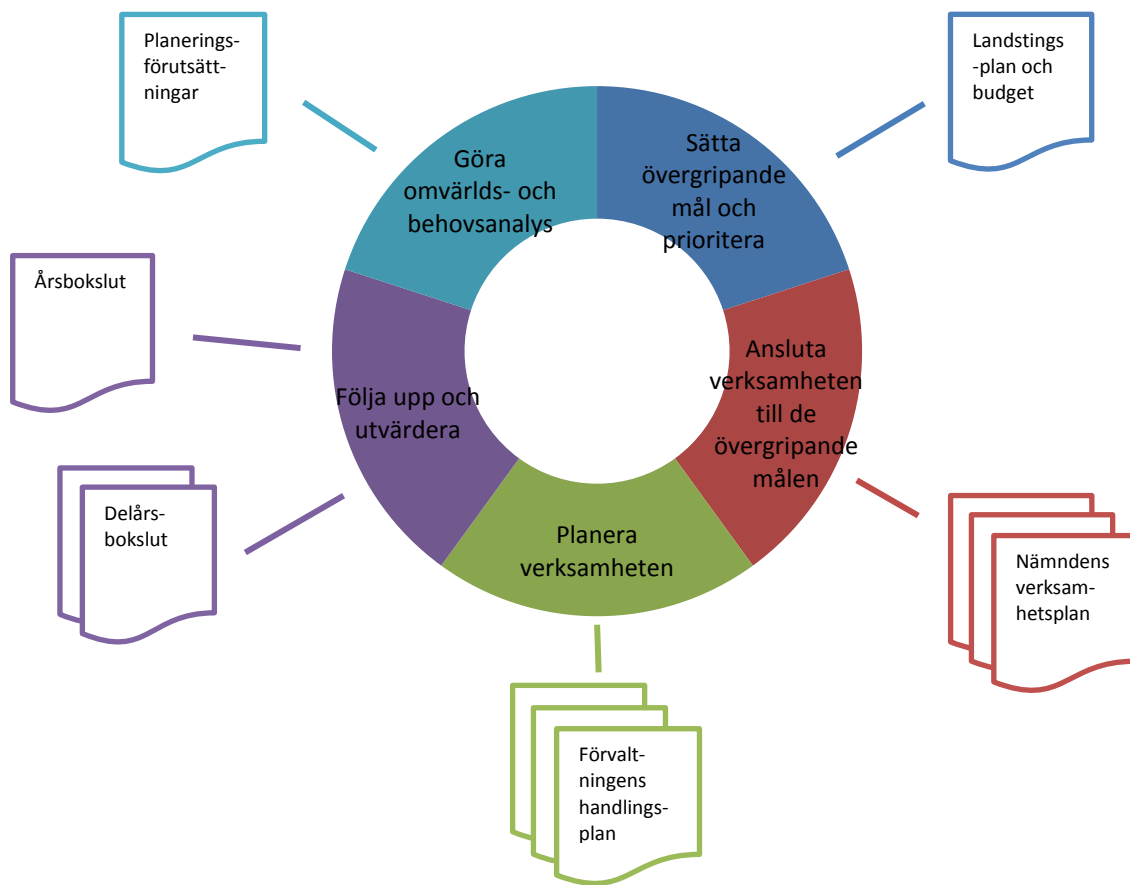 Planerings-
förutsätt-
ningar
Landstings
-plan och
budget
Göra
omvärlds- och
behovsanalys
Sätta
övergripande
mål och
prioritera
Årsbokslut
Följa upp och
utvärdera
Ansluta
verksamheten
till de
övergripande
målen
Delårs-
bokslut
Planera
verksamheten
Nämndens
verksam-
hetsplan
Förvalt-
ningens
handlings-
plan